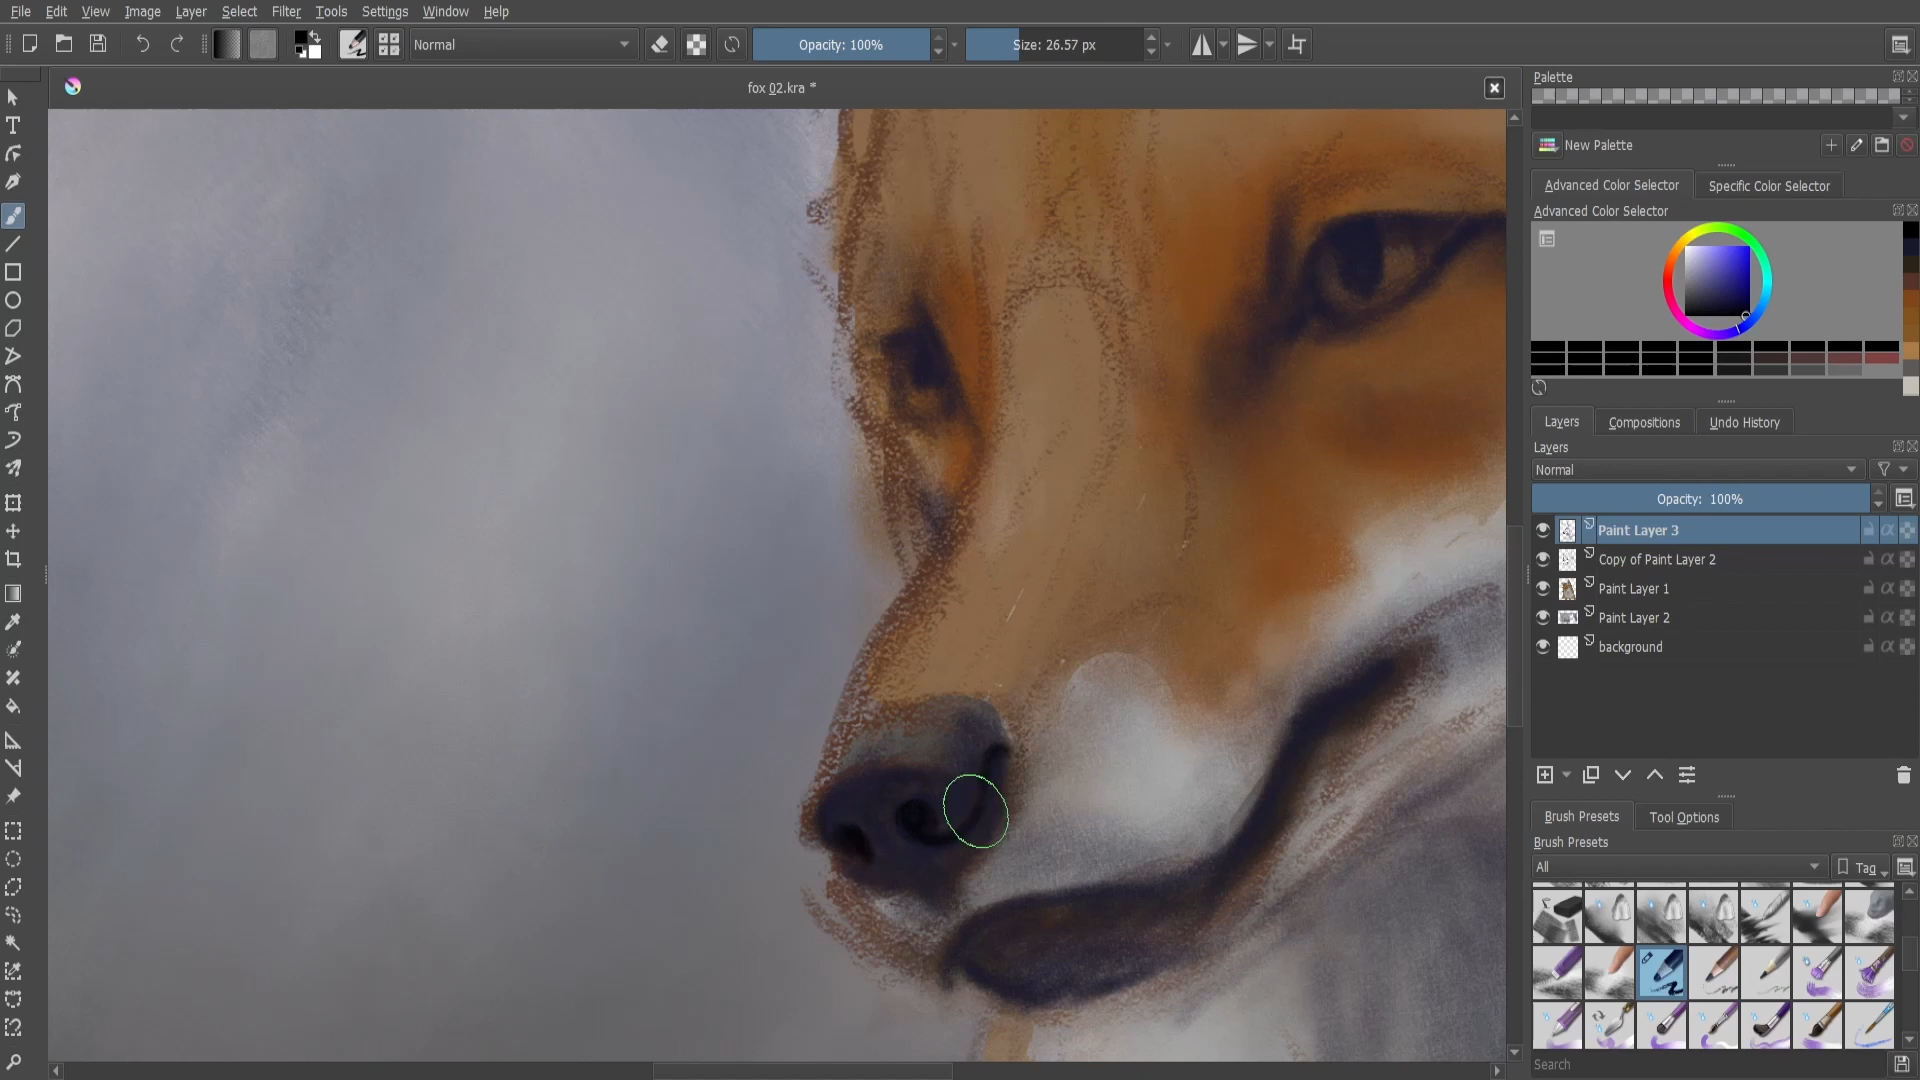 File Edit View Image Layer Select Filter Tools Settings Window Help
Normal Opacity: 100% Size: 26.57 px
fox 02.kra *
Palette
New Palette
Advanced Color Selector Specific Color Selector
Advanced Color Selector
Layers Compositions Undo History
Layers
Normal
Opacity: 100%
Paint Layer 3
Copy of Paint Layer 2
Paint Layer 1
Paint Layer 2
background
Brush Presets Tool Options
Brush Presets
All Tag
Search